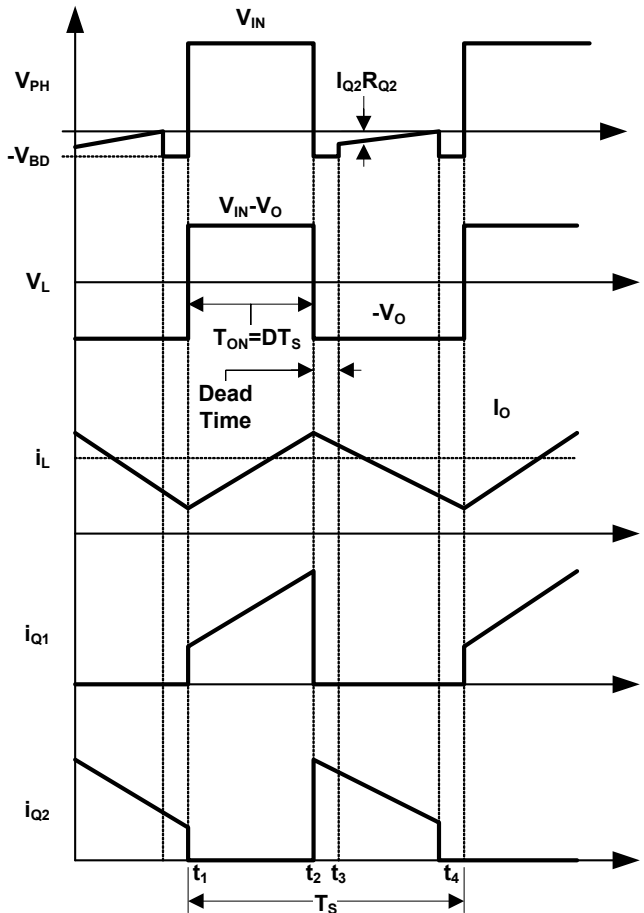 V_IN
V_PH
I_Q2R_Q2
-V_BD
V_IN-V_O
V_L
-V_O
T_ON=DT_S
Dead
Time
I_O
i_L
i_Q1
i_Q2
t_1 t_2 t_3 t_4
T_S